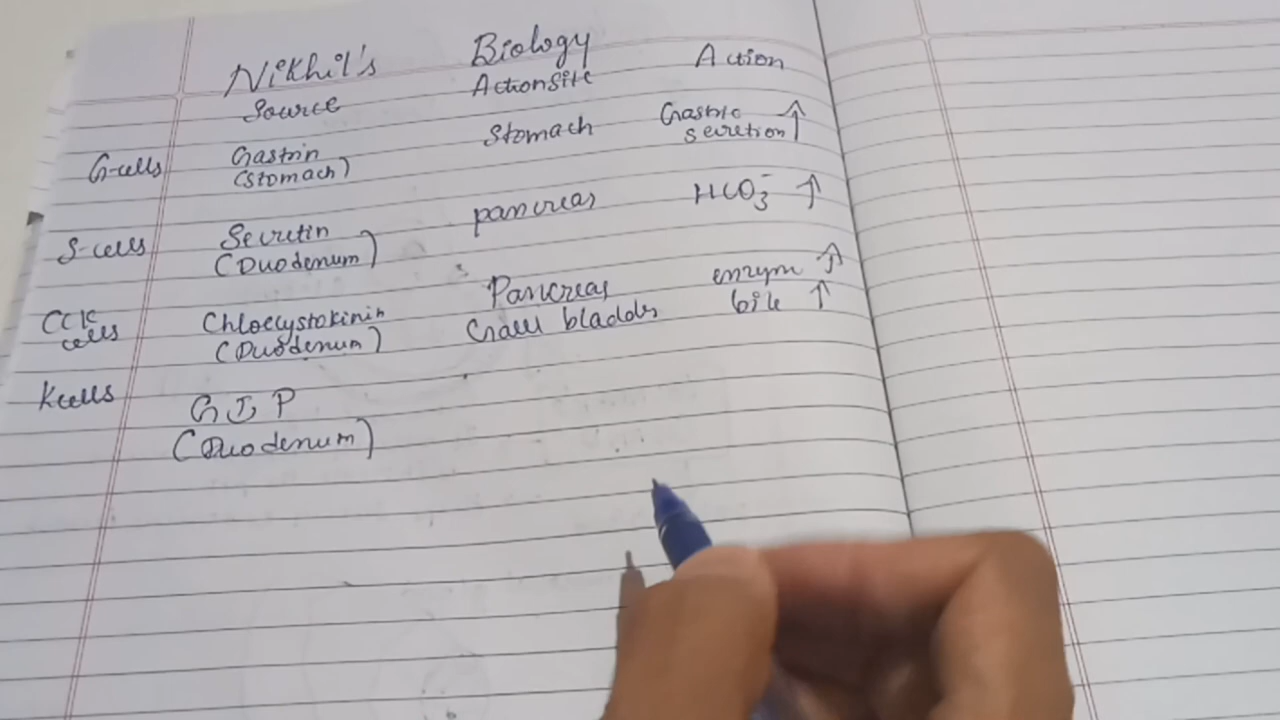 Nikhil's Biology
Source Actionsite Action
G-cells Gastrin Stomach Gastric
(Stomach) secretion ↑
S-cells Secretin pancreas HCO3- ↑
(Duodenum)
CCK Chloecystokinin Pancreas enzym ↑
cells (Duodenum) Gall bladder bile ↑
K cells GIP
(Duodenum)